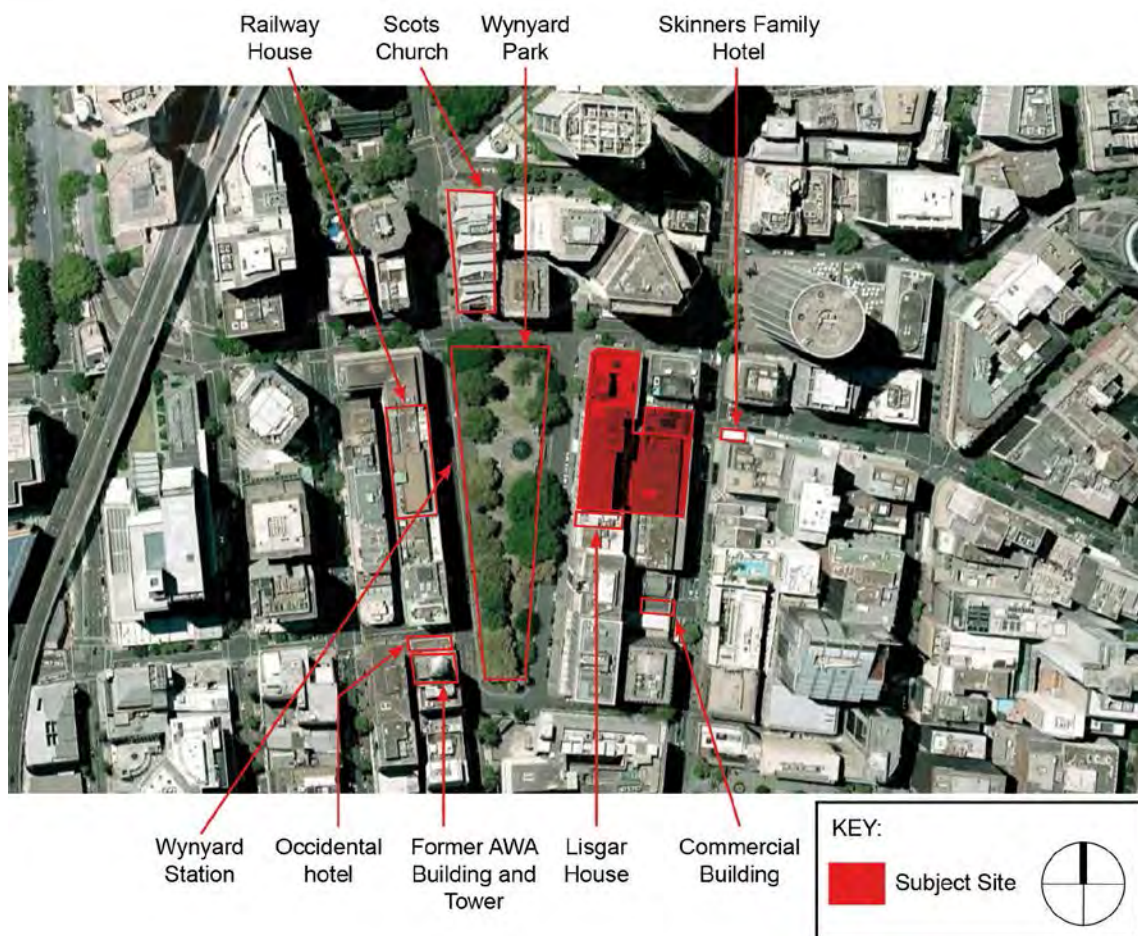 Railway
House
Scots
Church
Wynyard
Park
Skinners Family
Hotel
Wynyard
Station
Occidental
hotel
Former AWA
Building and
Tower
Lisgar
House
Commercial
Building
KEY:
Subject Site